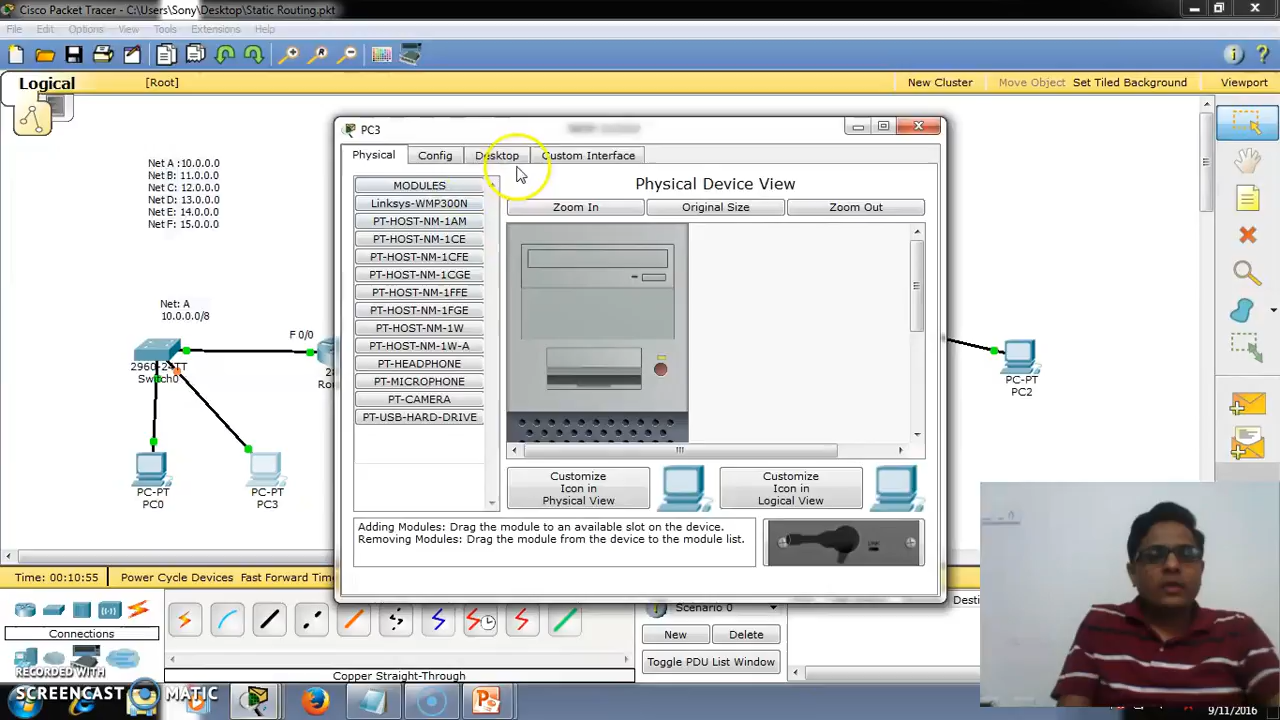 Cisco Packet Tracer - C:\Users\Sony\Desktop\Static Routing.pkt
File Edit Options View Tools Extensions Help
Logical
[Root]
New Cluster
Move Object
Set Tiled Background
Viewport
Net A :10.0.0.0
Net B: 11.0.0.0
Net C: 12.0.0.0
Net D: 13.0.0.0
Net E: 14.0.0.0
Net F: 15.0.0.0
Net: A
10.0.0.0/8
F 0/0
2960-24TT
Switch0
PC-PT
PC0
PC-PT
PC3
PC-PT
PC2
PC3
Physical
Config
Desktop
Custom Interface
MODULES
Linksys-WMP300N
PT-HOST-NM-1AM
PT-HOST-NM-1CE
PT-HOST-NM-1CFE
PT-HOST-NM-1CGE
PT-HOST-NM-1FFE
PT-HOST-NM-1FGE
PT-HOST-NM-1W
PT-HOST-NM-1W-A
PT-HEADPHONE
PT-MICROPHONE
PT-CAMERA
PT-USB-HARD-DRIVE
Physical Device View
Zoom In
Original Size
Zoom Out
Customize
Icon in
Physical View
Customize
Icon in
Logical View
Adding Modules: Drag the module to an available slot on the device.
Removing Modules: Drag the module from the device to the module list.
Time: 00:10:55
Power Cycle Devices
Fast Forward Time
Connections
Copper Straight-Through
Scenario 0
New
Delete
Toggle PDU List Window
RECORDED WITH
SCREENCAST MATIC
9/11/2016